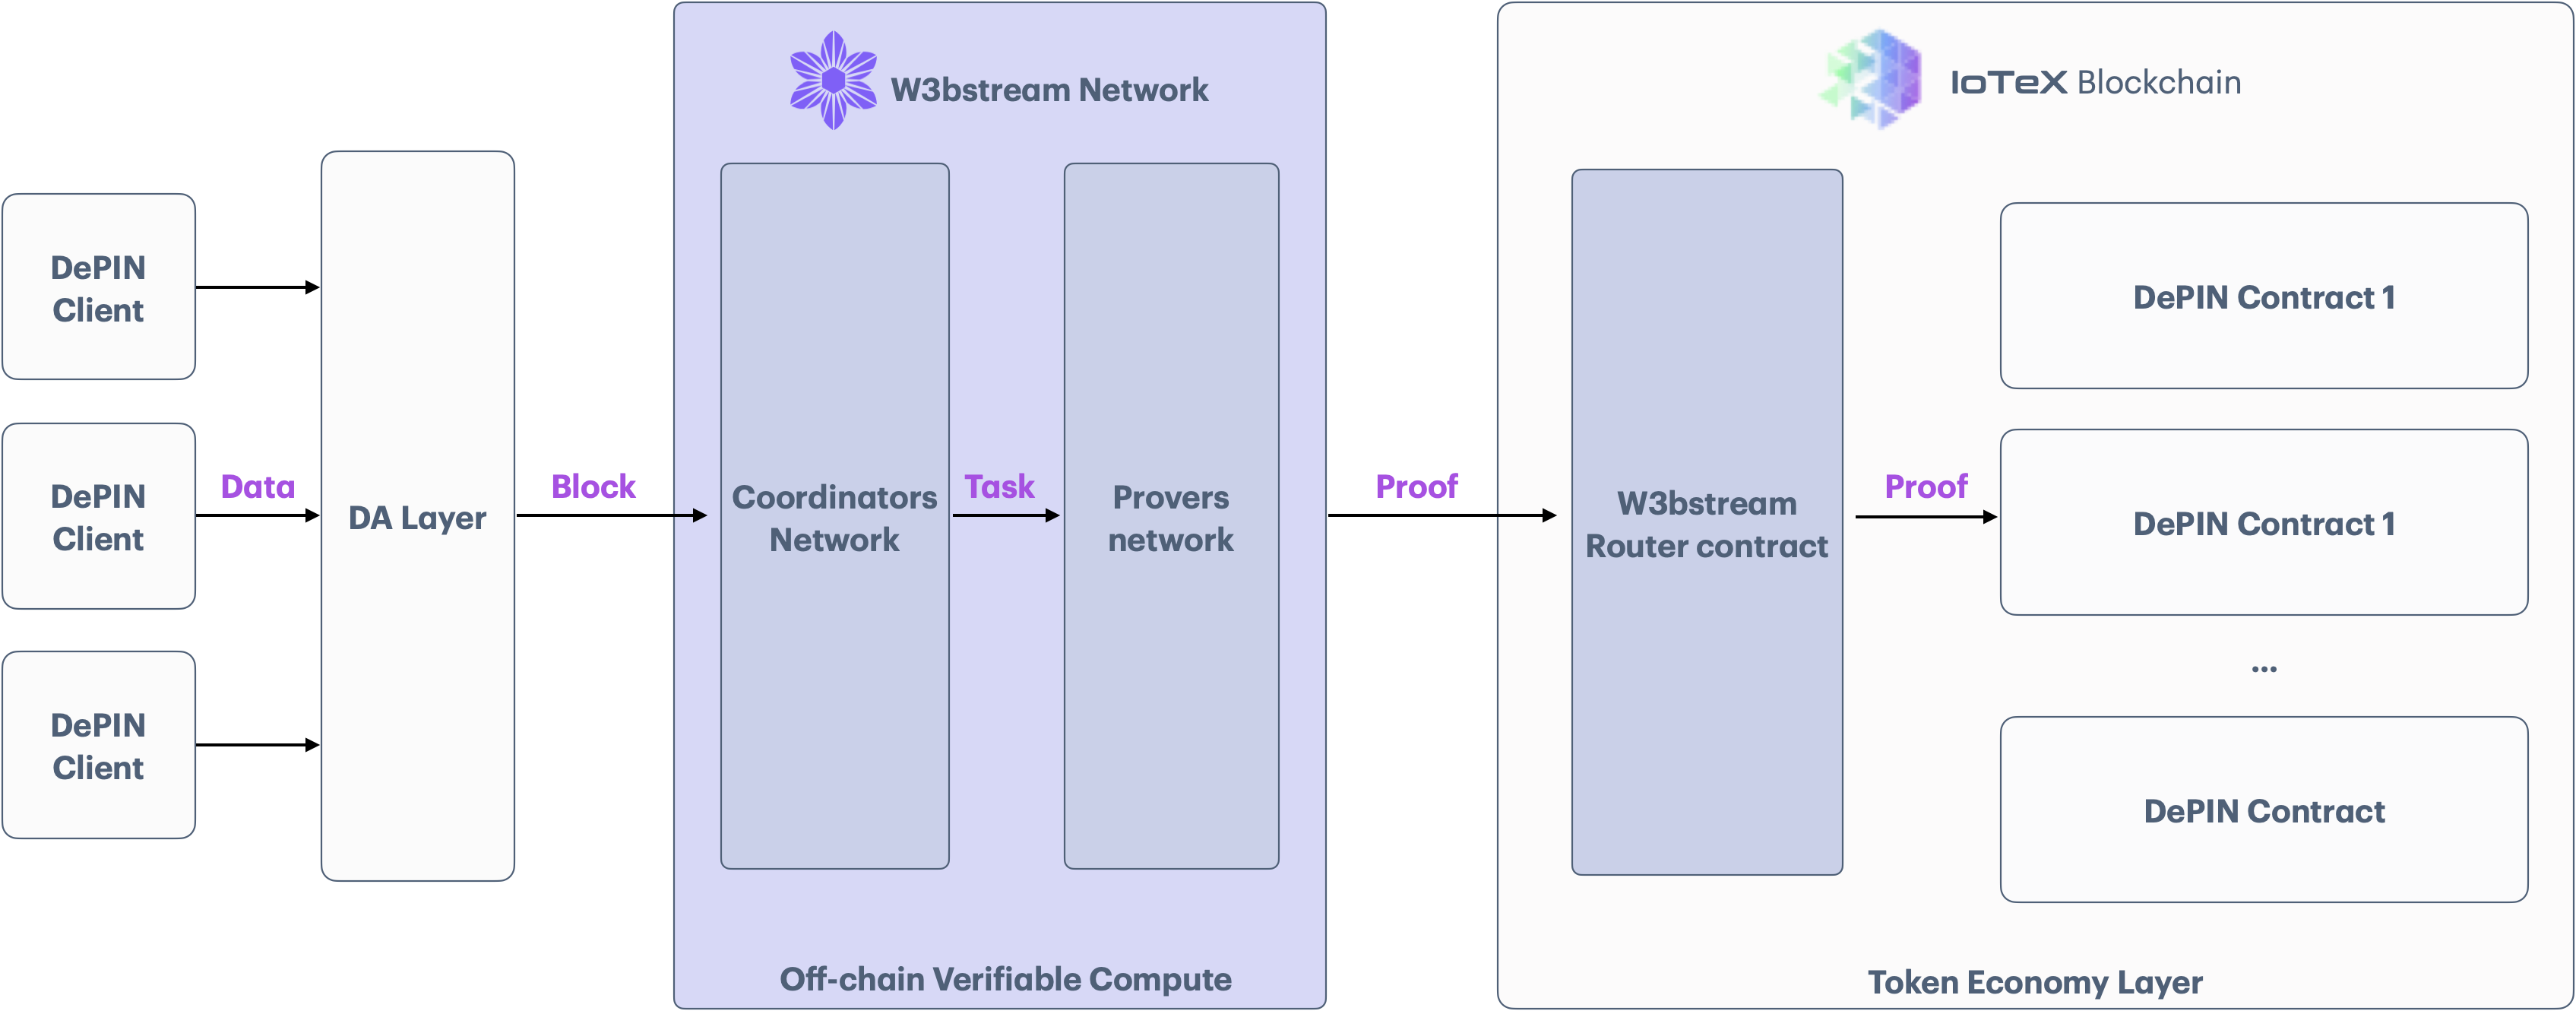 W3bstream Network
IoTeX Blockchain
DePIN
Client
DePIN
Client
DePIN
Client
Data
DA Layer
Block
Coordinators
Network
Task
Provers
network
Off-chain Verifiable Compute
Proof
W3bstream
Router contract
Proof
DePIN Contract 1
DePIN Contract 1
...
DePIN Contract
Token Economy Layer